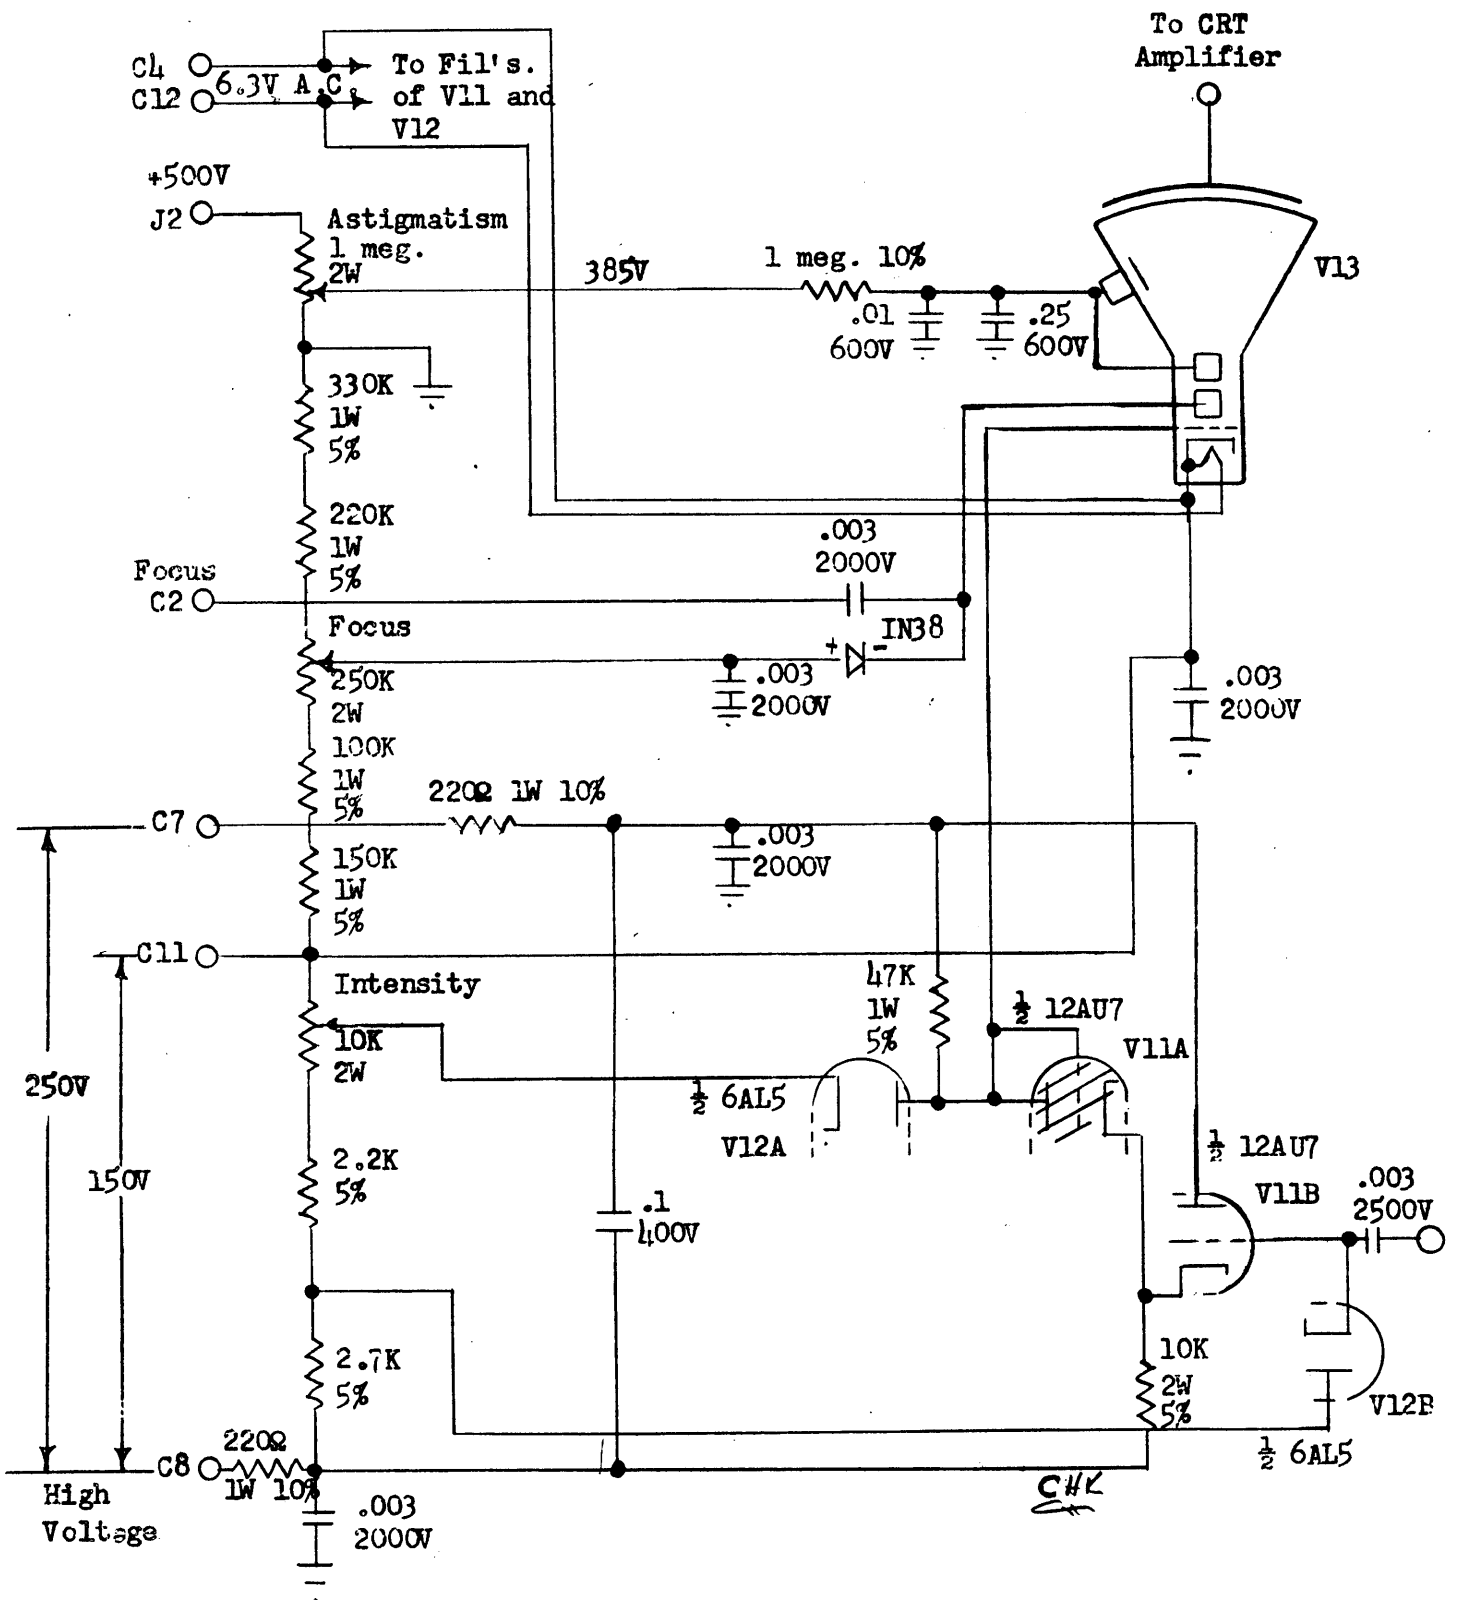 To CRT
Amplifier
C4
6.3V A.C.
C12
To Fil's.
of V11 and
V12
+500V
J2
Astigmatism
1 meg.
2W
385V
1 meg. 10%
.01
600V
.25
600V
V13
330K
1W
5%
220K
1W
5%
Focus
C2
.003
2000V
Focus
250K
2W
+
IN38
-
.003
2000V
.003
2000V
100K
1W
5%
C7
220Ω 1W 10%
.003
2000V
150K
1W
5%
C11
Intensity
10K
2W
47K
1W
5%
½ 12AU7
V11A
250V
½ 6AL5
V12A
150V
2.2K
5%
.1
400V
½ 12AU7
V11B
.003
2500V
2.7K
5%
10K
2W
5%
V12B
½ 6AL5
C8
220Ω
1W 10%
High
Voltage
.003
2000V
CHK